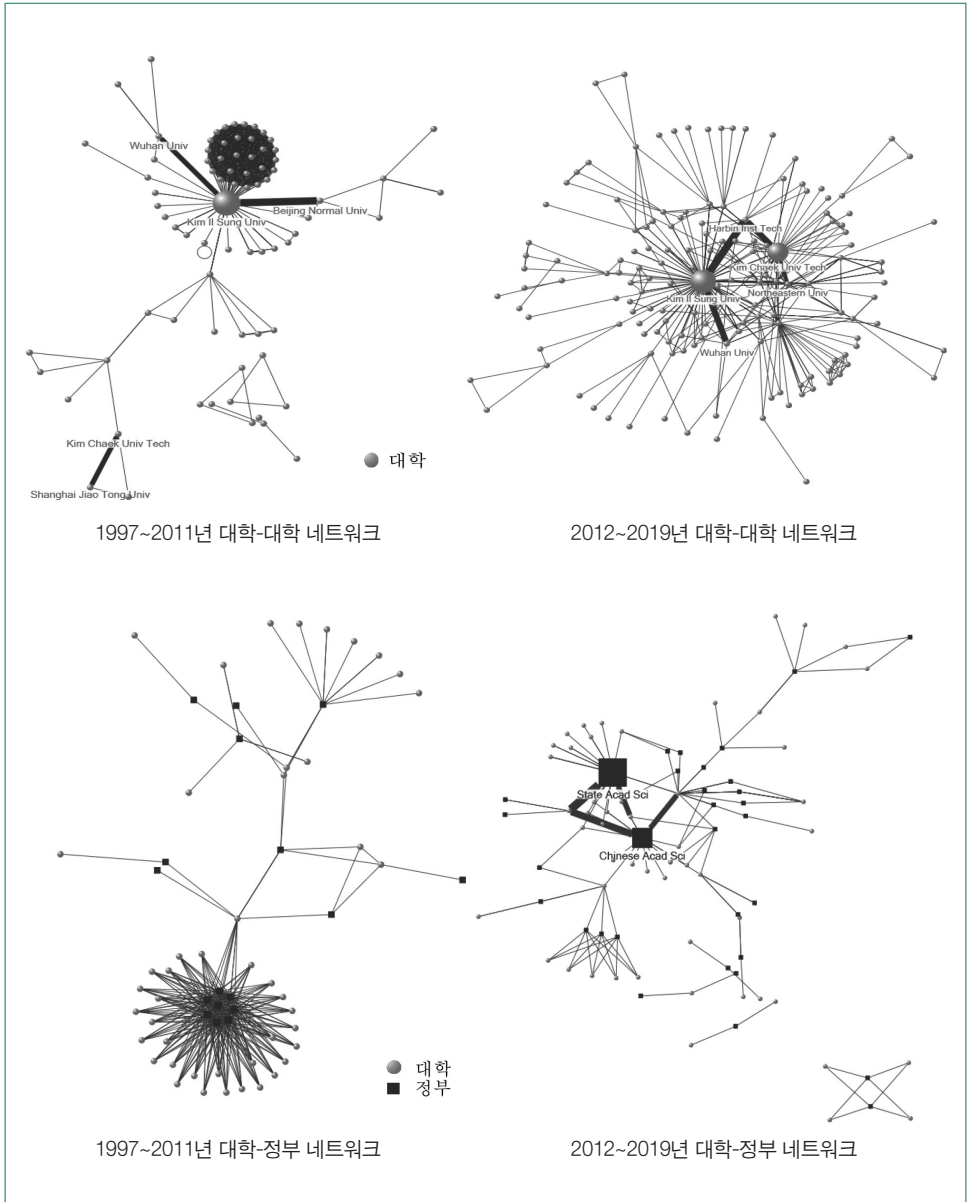 Wuhan Univ
Kim Il Sung Univ
Beijing Normal Univ
Kim Chaek Univ Tech
Shanghai Jiao Tong Univ
대학
1997~2011년 대학-대학 네트워크
Harbin Inst Tech
Kim Chaek Univ Tech
Kim Il Sung Univ
Northeastern Univ
Wuhan Univ
2012~2019년 대학-대학 네트워크
대학
정부
1997~2011년 대학-정부 네트워크
State Acad Sci
Chinese Acad Sci
2012~2019년 대학-정부 네트워크